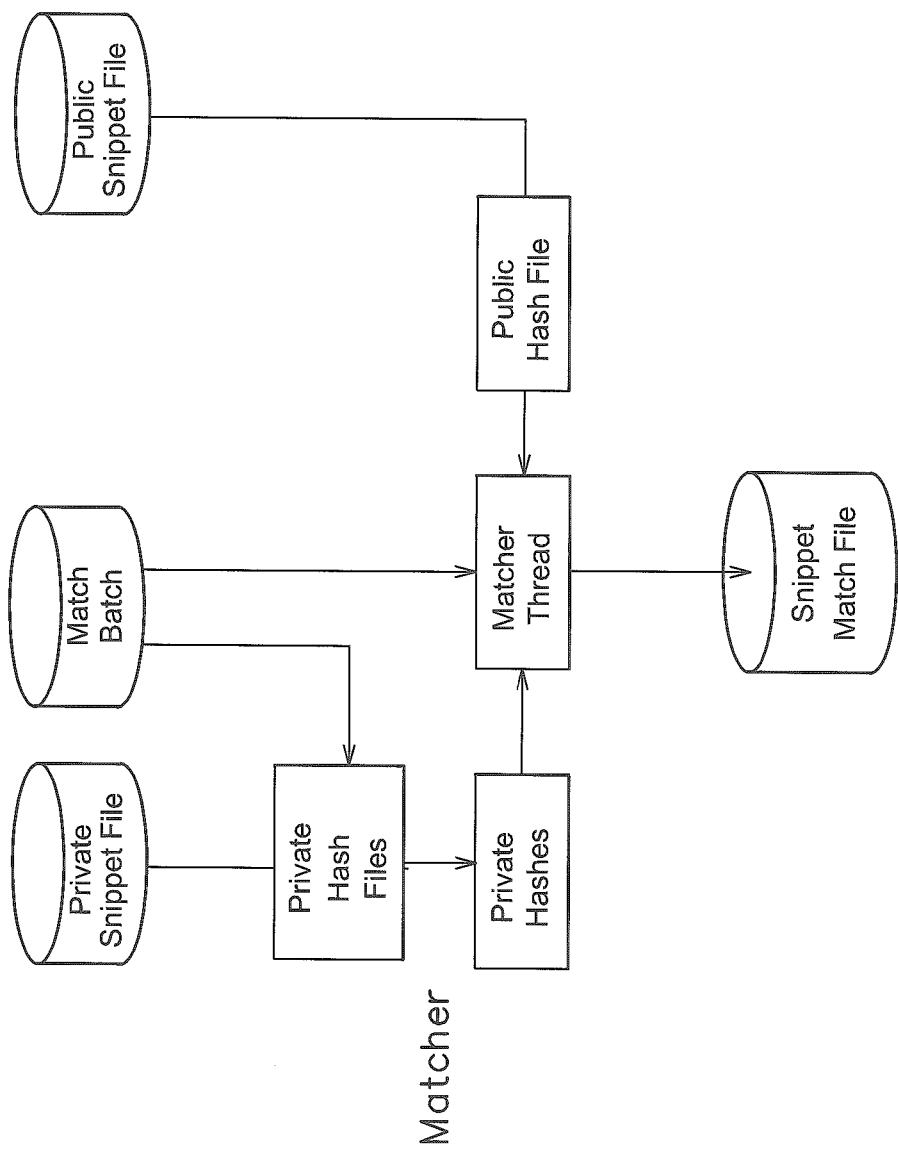 Matcher
Private
Snippet File
Match
Batch
Public
Snippet File
Private
Hash
Files
Private
Hashes
Matcher
Thread
Public
Hash File
Snippet
Match File